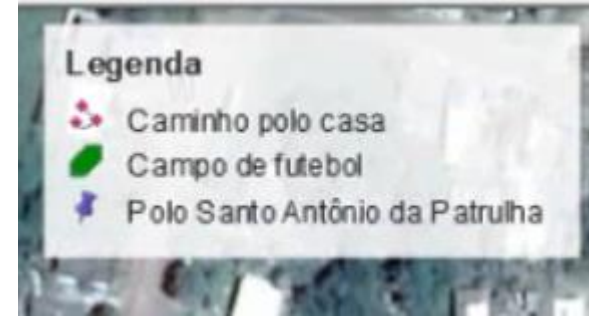 Legenda
Caminho polo casa
Campo de futebol
Polo Santo Antônio da Patrulha